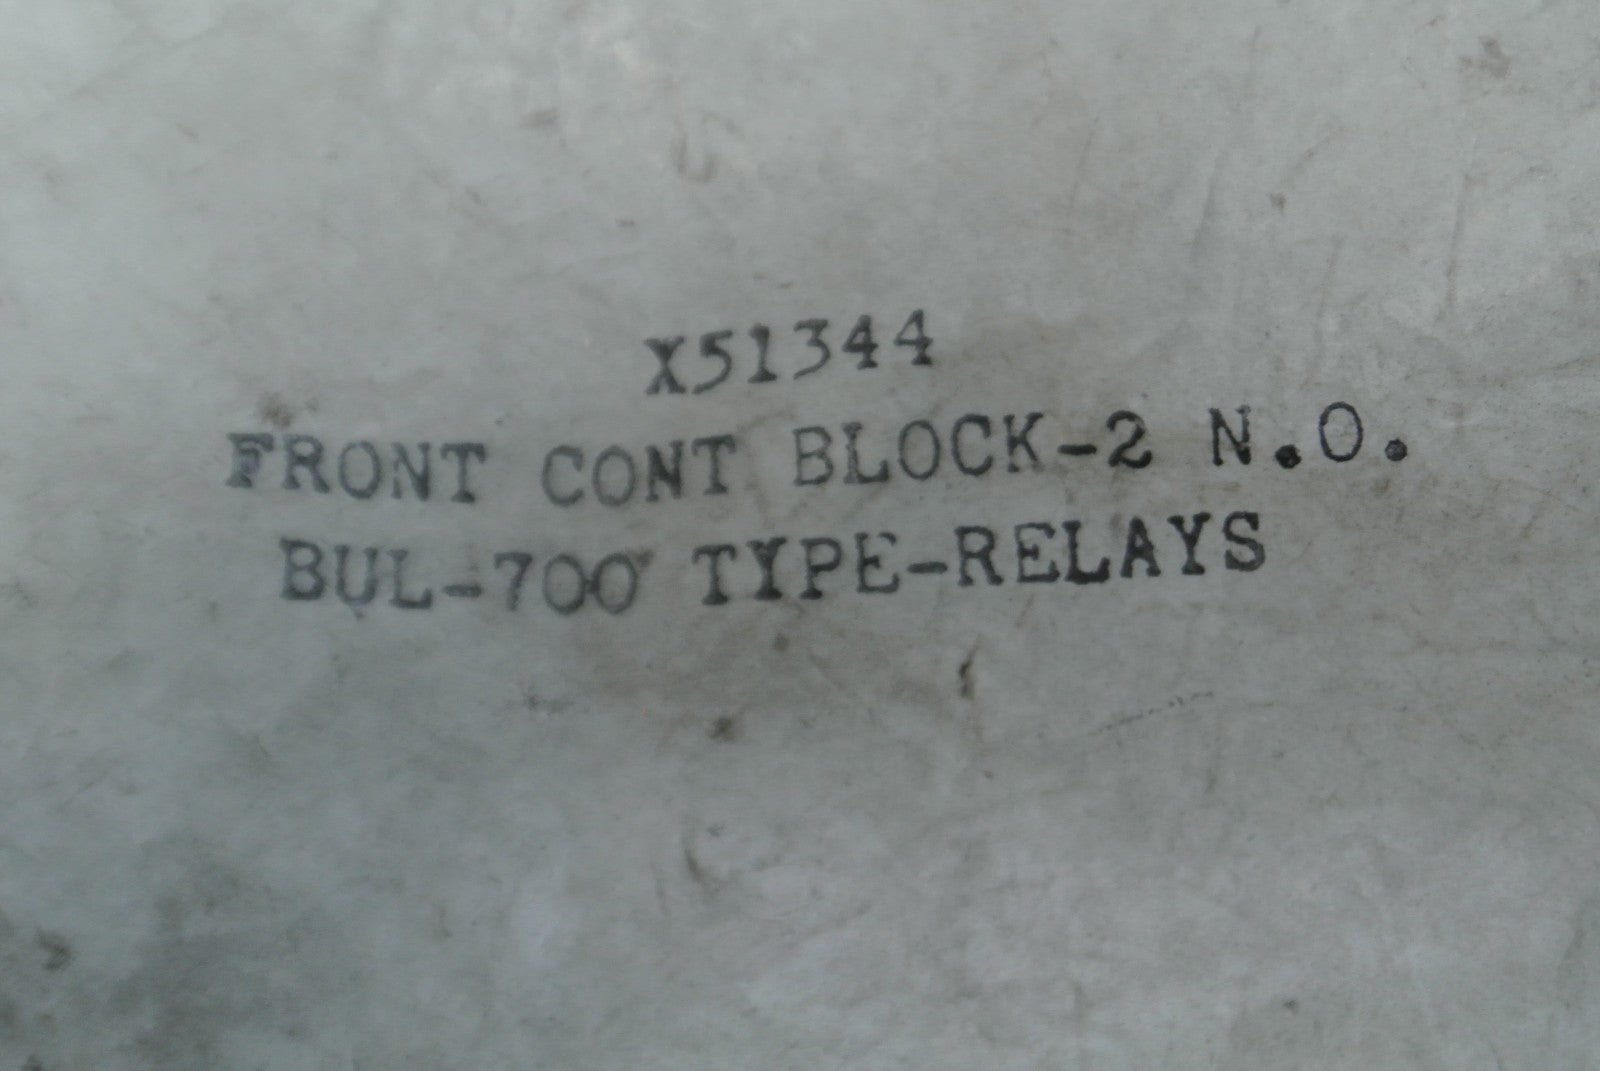 X51344
FRONT CONT BLOCK-2 N.O.
BUL-700 TYPE-RELAYS